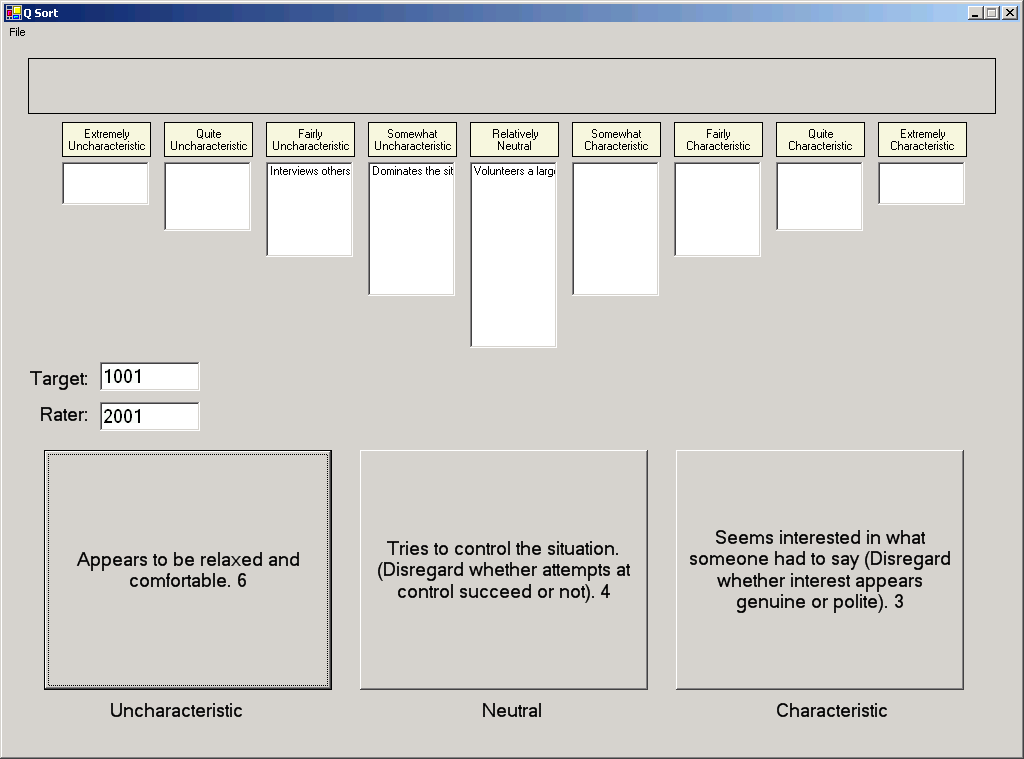 Q Sort
File
Extremely
Uncharacteristic
Quite
Uncharacteristic
Fairly
Uncharacteristic
Somewhat
Uncharacteristic
Relatively
Neutral
Somewhat
Characteristic
Fairly
Characteristic
Quite
Characteristic
Extremely
Characteristic
Interviews others
Dominates the sit
Volunteers a larg
Target: 1001
Rater: 2001
Appears to be relaxed and
comfortable. 6
Tries to control the situation.
(Disregard whether attempts at
control succeed or not). 4
Seems interested in what
someone had to say (Disregard
whether interest appears
genuine or polite). 3
Uncharacteristic
Neutral
Characteristic